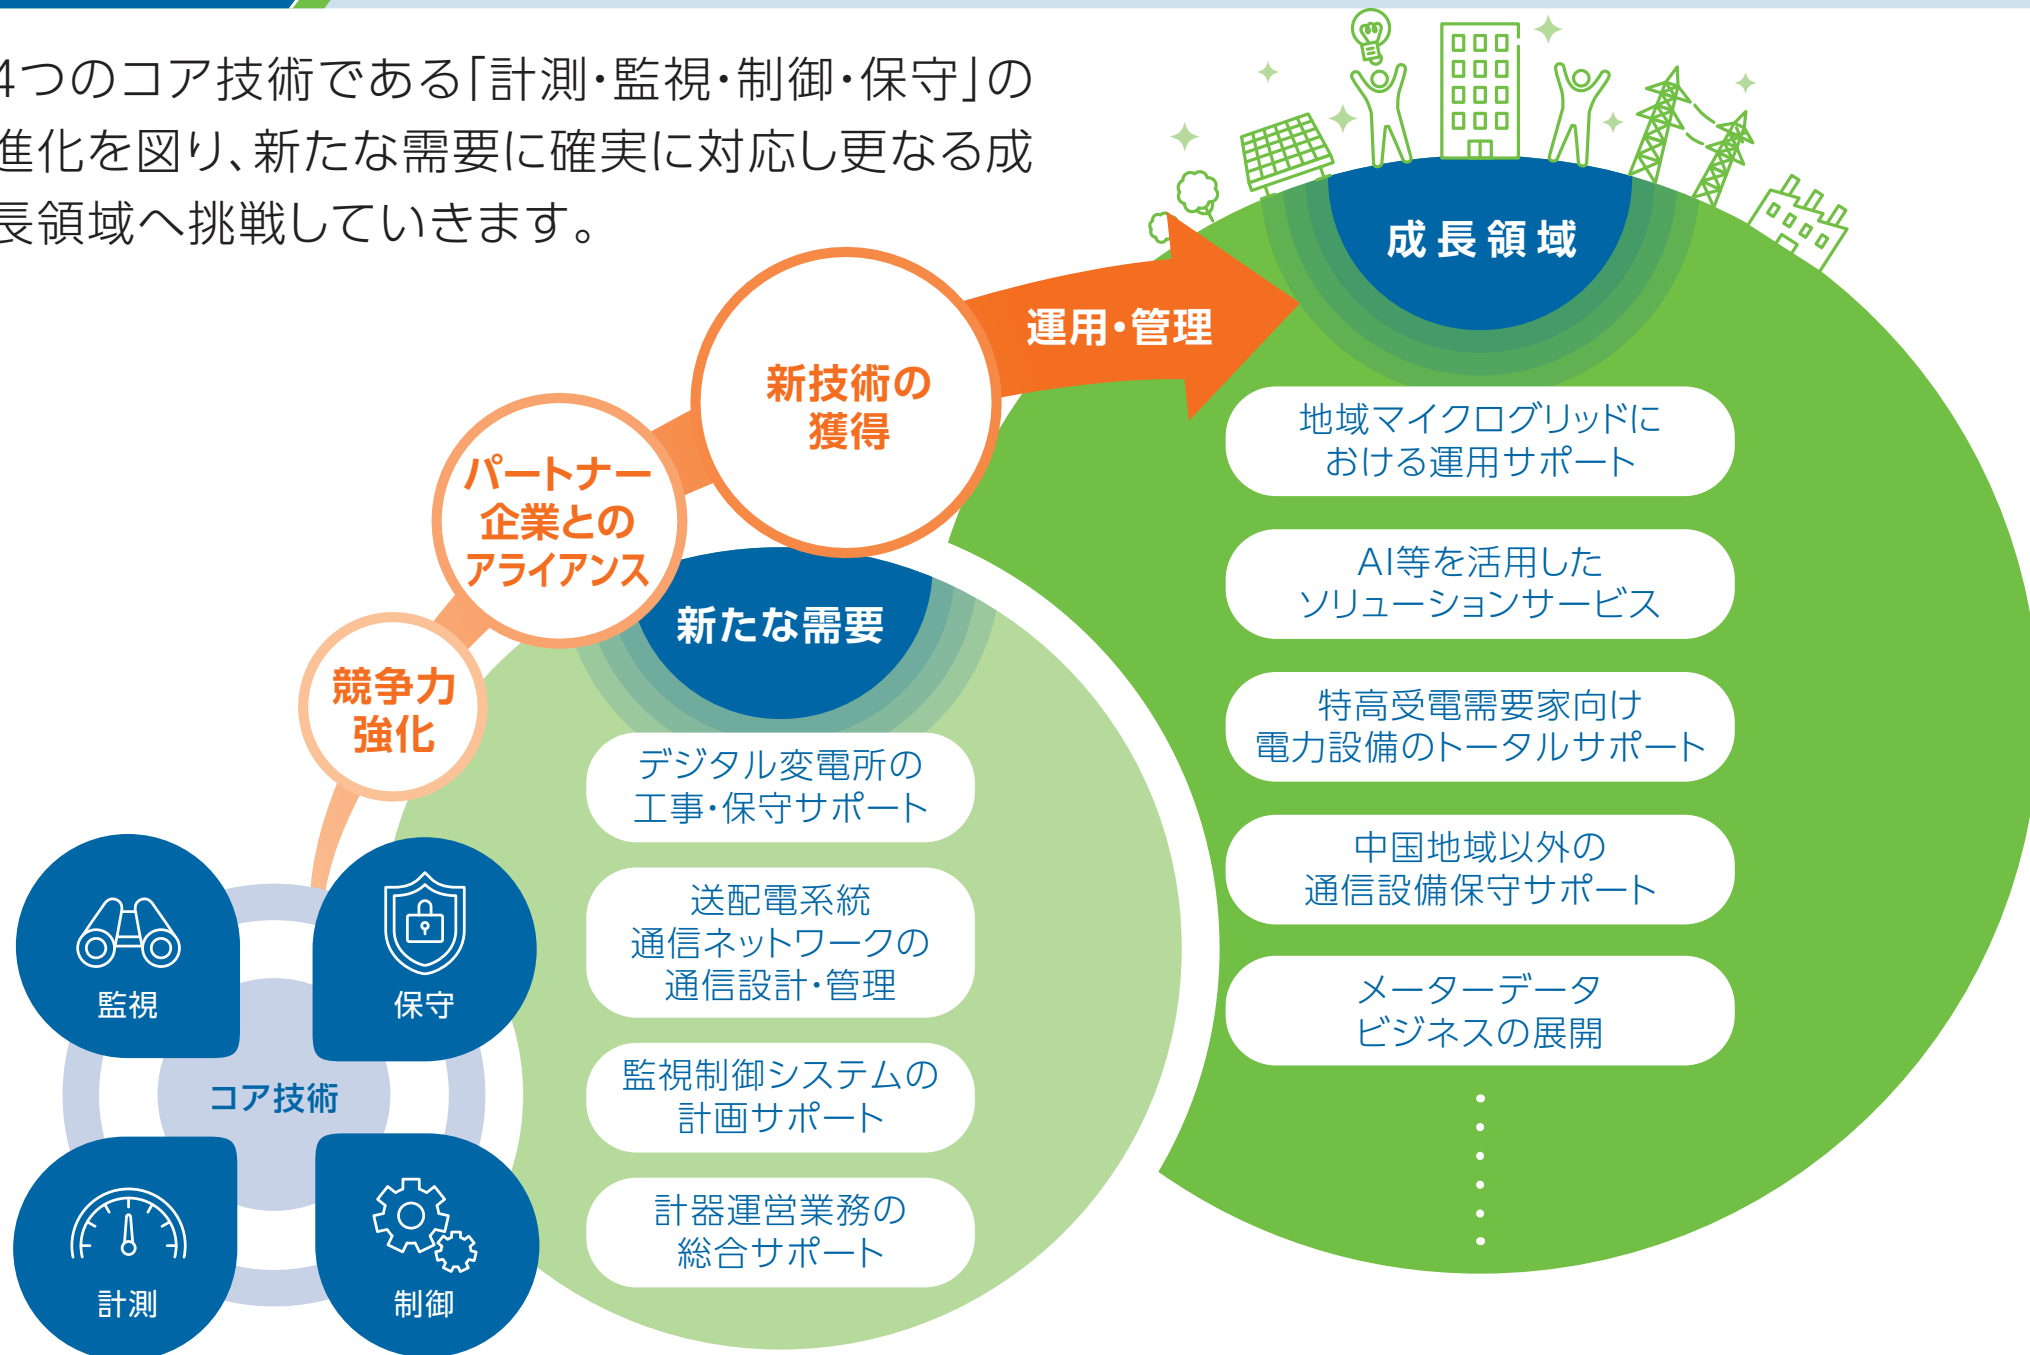 4つのコア技術である「計測・監視・制御・保守」の
進化を図り、新たな需要に確実に対応し更なる成
長領域へ挑戦していきます。
成長領域
運用・管理
新技術の
獲得
パートナー
企業との
アライアンス
競争力
強化
地域マイクログリッドに
おける運用サポート
AI等を活用した
ソリューションサービス
特高受電需要家向け
電力設備のトータルサポート
中国地域以外の
通信設備保守サポート
メーターデータ
ビジネスの展開
新たな需要
デジタル変電所の
工事・保守サポート
送配電系統
通信ネットワークの
通信設計・管理
監視制御システムの
計画サポート
計器運営業務の
総合サポート
監視
保守
コア技術
計測
制御